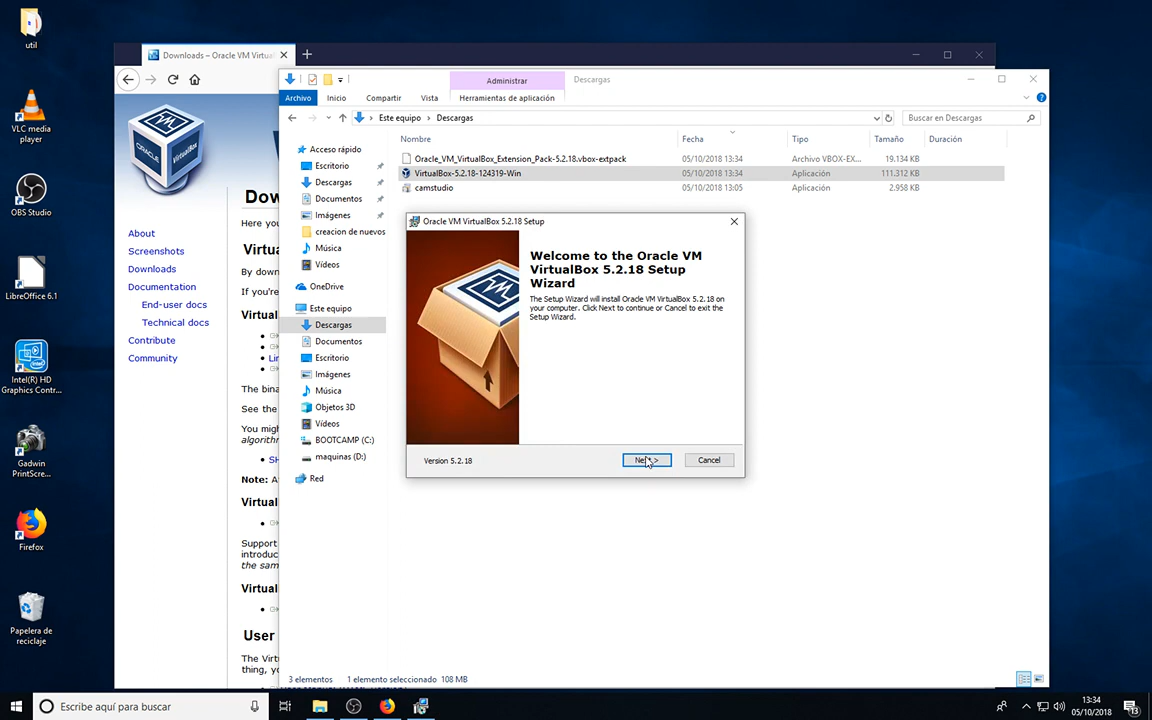 util
VLC media
player
OBS Studio
LibreOffice 6.1
Intel(R) HD
Graphics Contr...
Gadwin
PrintScre...
Firefox
Papelera de
reciclaje
Downloads – Oracle VM Virtual
ORACLE
VirtualBox
About
Screenshots
Downloads
Documentation
End-user docs
Technical docs
Contribute
Community
Dow
Here you
Virtua
By down
If you're
Virtual
Lin
The bina
See the
You migh
algorithm
SH
Note: A
Virtual
Support
introduc
the sam
Virtual
User
The Virt
thing, yo
Administrar
Descargas
Archivo
Inicio
Compartir
Vista
Herramientas de aplicación
Este equipo
Descargas
Buscar en Descargas
Nombre
Fecha
Tipo
Tamaño
Duración
Oracle_VM_VirtualBox_Extension_Pack-5.2.18.vbox-extpack
05/10/2018 13:34
Archivo VBOX-EX...
19.134 KB
VirtualBox-5.2.18-124319-Win
05/10/2018 13:34
Aplicación
111.312 KB
camstudio
05/10/2018 13:05
Aplicación
2.958 KB
Acceso rápido
Escritorio
Descargas
Documentos
Imágenes
creacion de nuevos
Música
Vídeos
OneDrive
Este equipo
Descargas
Documentos
Escritorio
Imágenes
Música
Objetos 3D
Vídeos
BOOTCAMP (C:)
maquinas (D:)
Red
3 elementos
1 elemento seleccionado 108 MB
Oracle VM VirtualBox 5.2.18 Setup
Welcome to the Oracle VM
VirtualBox 5.2.18 Setup
Wizard
The Setup Wizard will install Oracle VM VirtualBox 5.2.18 on
your computer. Click Next to continue or Cancel to exit the
Setup Wizard.
Version 5.2.18
Next >
Cancel
Escribe aquí para buscar
13:34
05/10/2018
13